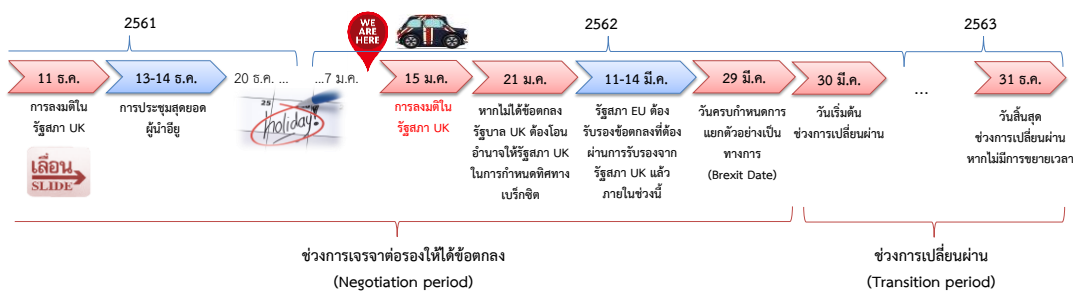 2561
2562
2563
WE
ARE
HERE
11 ธ.ค.
13-14 ธ.ค.
20 ธ.ค. ...
...7 ม.ค.
15 ม.ค.
21 ม.ค.
11-14 มี.ค.
29 มี.ค.
30 มี.ค.
...
31 ธ.ค.
การลงมติใน
รัฐสภา UK
เลื่อน
SLIDE
การประชุมสุดยอด
ผู้นำอียู
25
holiday!
การลงมติใน
รัฐสภา UK
หากไม่ได้ข้อตกลง
รัฐบาล UK ต้องโอน
อำนาจให้รัฐสภา UK
ในการกำหนดทิศทาง
เบร็กซิต
รัฐสภา EU ต้อง
รับรองข้อตกลงที่ต้อง
ผ่านการรับรองจาก
รัฐสภา UK แล้ว
ภายในช่วงนี้
วันครบกำหนดการ
แยกตัวอย่างเป็น
ทางการ
(Brexit Date)
วันเริ่มต้น
ช่วงการเปลี่ยนผ่าน
วันสิ้นสุด
ช่วงการเปลี่ยนผ่าน
หากไม่มีการขยายเวลา
ช่วงการเจรจาต่อรองให้ได้ข้อตกลง
(Negotiation period)
ช่วงการเปลี่ยนผ่าน
(Transition period)